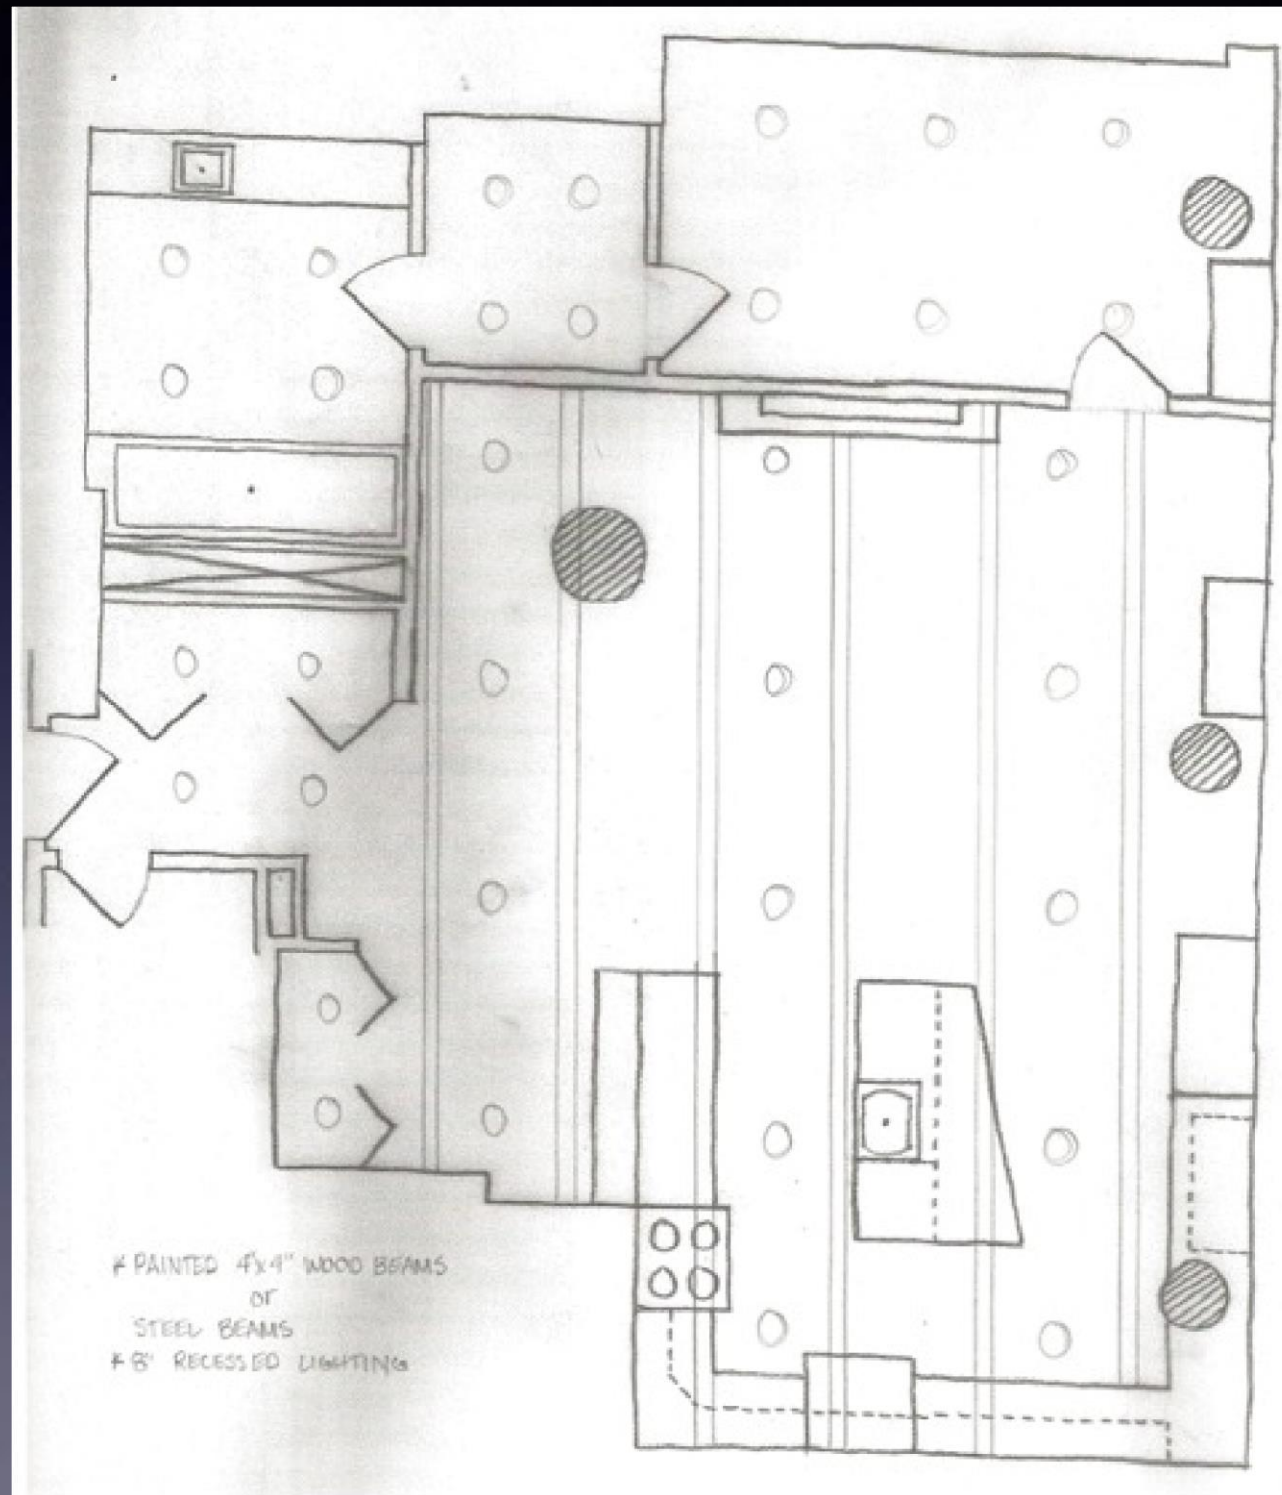 * PAINTED 4"x4" WOOD BEAMS
or
STEEL BEAMS
* 8" RECESSED LIGHTING